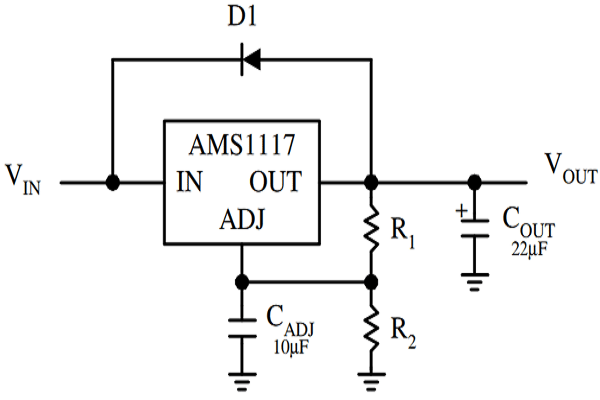 D1
AMS1117
V_IN
IN OUT
V_OUT
ADJ
+
R_1
C_OUT
22µF
C_ADJ
10µF
R_2